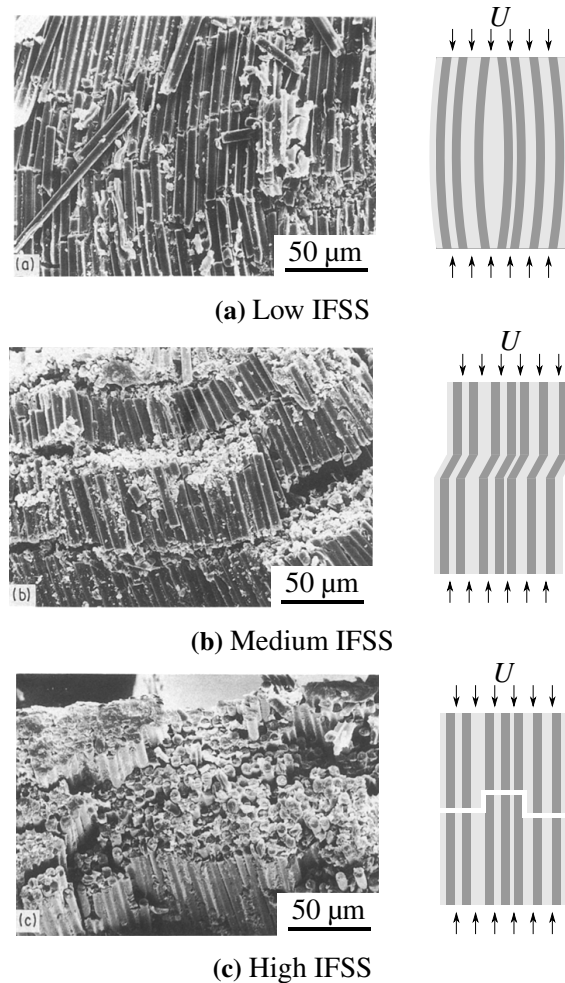 U
(a)
50 μm
(a) Low IFSS
U
(b)
50 μm
(b) Medium IFSS
U
(c)
50 μm
(c) High IFSS